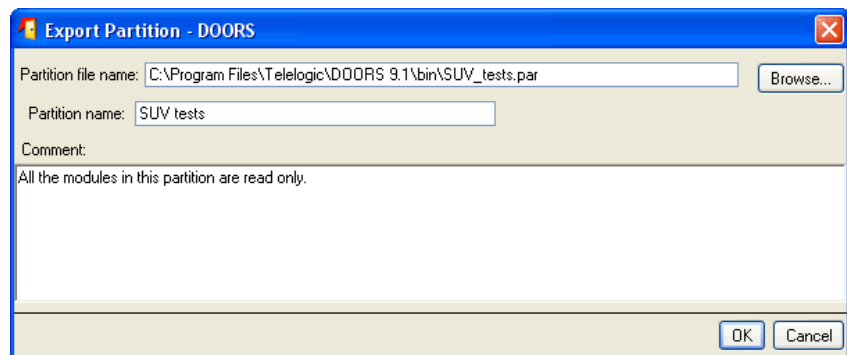 Export Partition - DOORS
Partition file name: C:\Program Files\Telelogic\DOORS 9.1\bin\SUV_tests.par Browse...
Partition name: SUV tests
Comment:
All the modules in this partition are read only.
OK Cancel